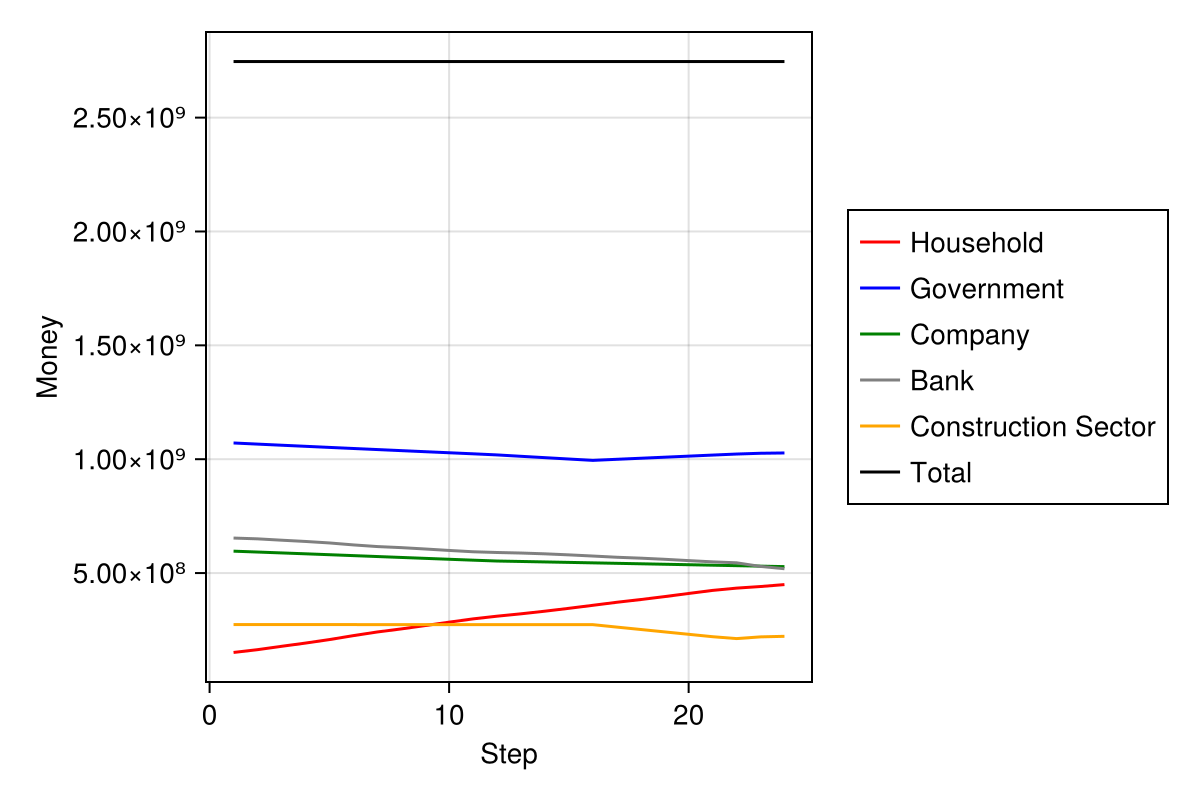 2.50×10⁹
2.00×10⁹
1.50×10⁹
1.00×10⁹
5.00×10⁸
Money
0 10 20
Step
Household
Government
Company
Bank
Construction Sector
Total